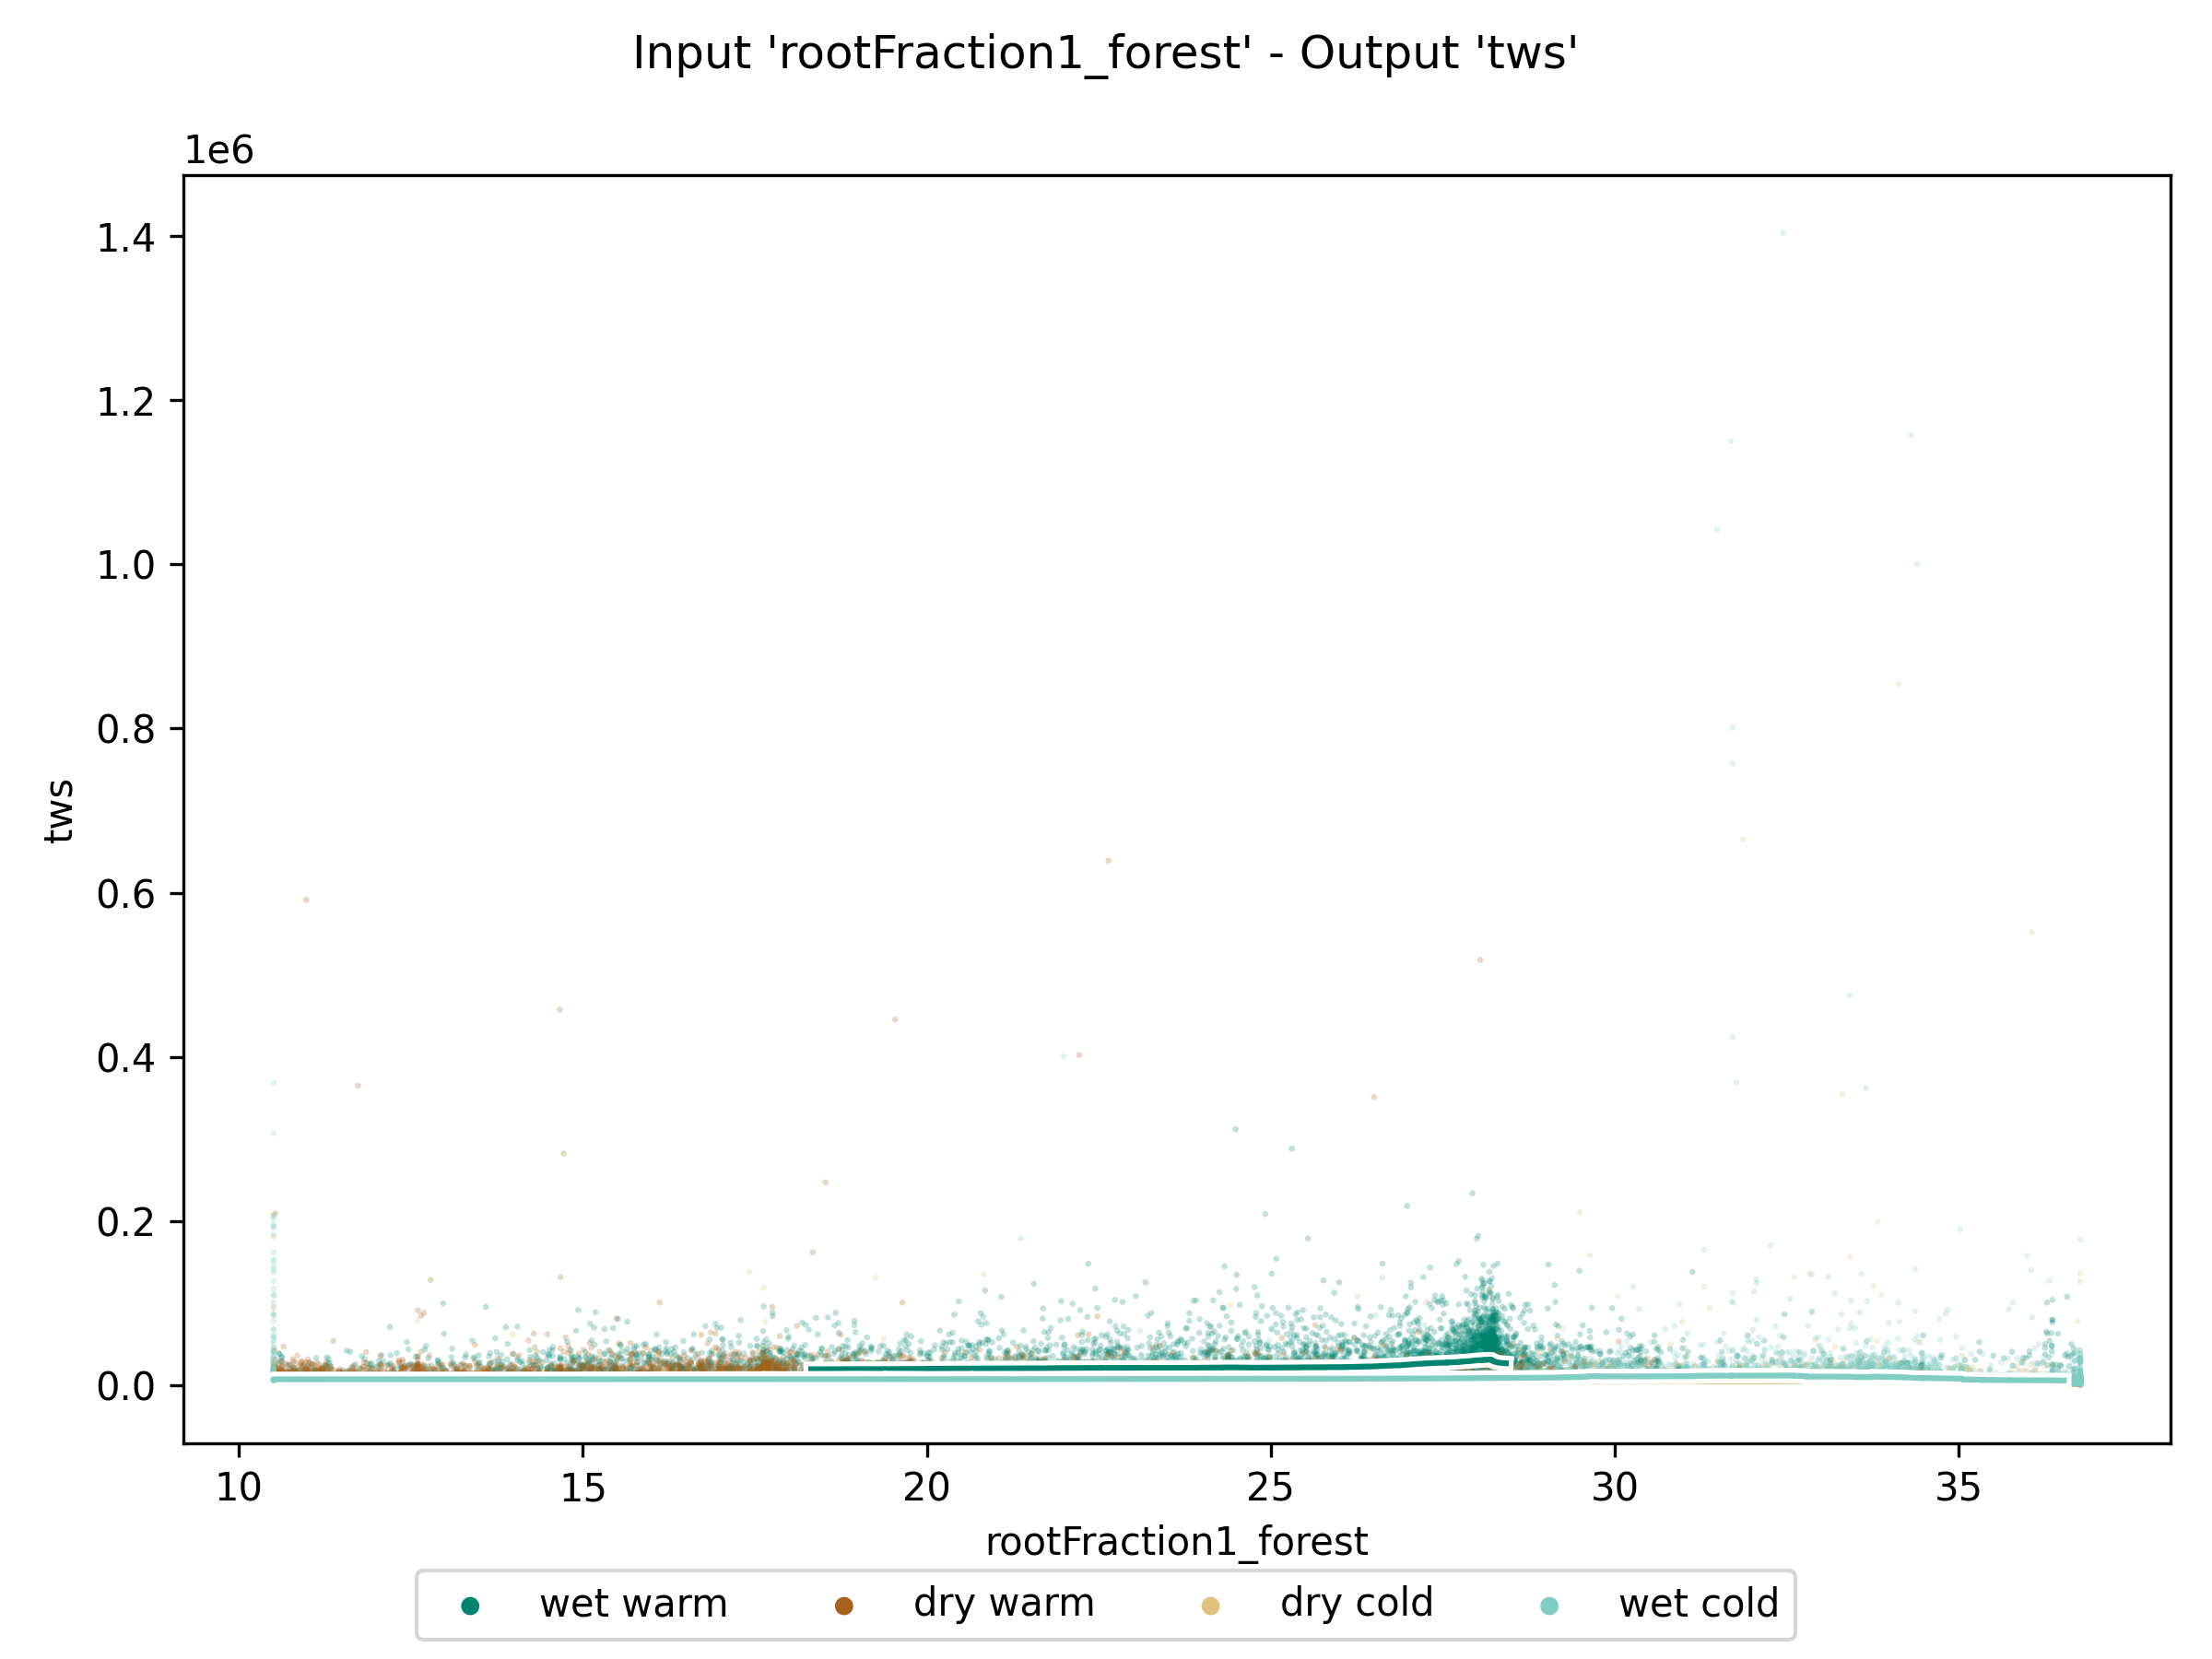 Input 'rootFraction1_forest' - Output 'tws'
1e6
1.4
1.2
1.0
0.8
0.6
0.4
0.2
0.0
tws
10 15 20 25 30 35
rootFraction1_forest
wet warm dry warm dry cold wet cold